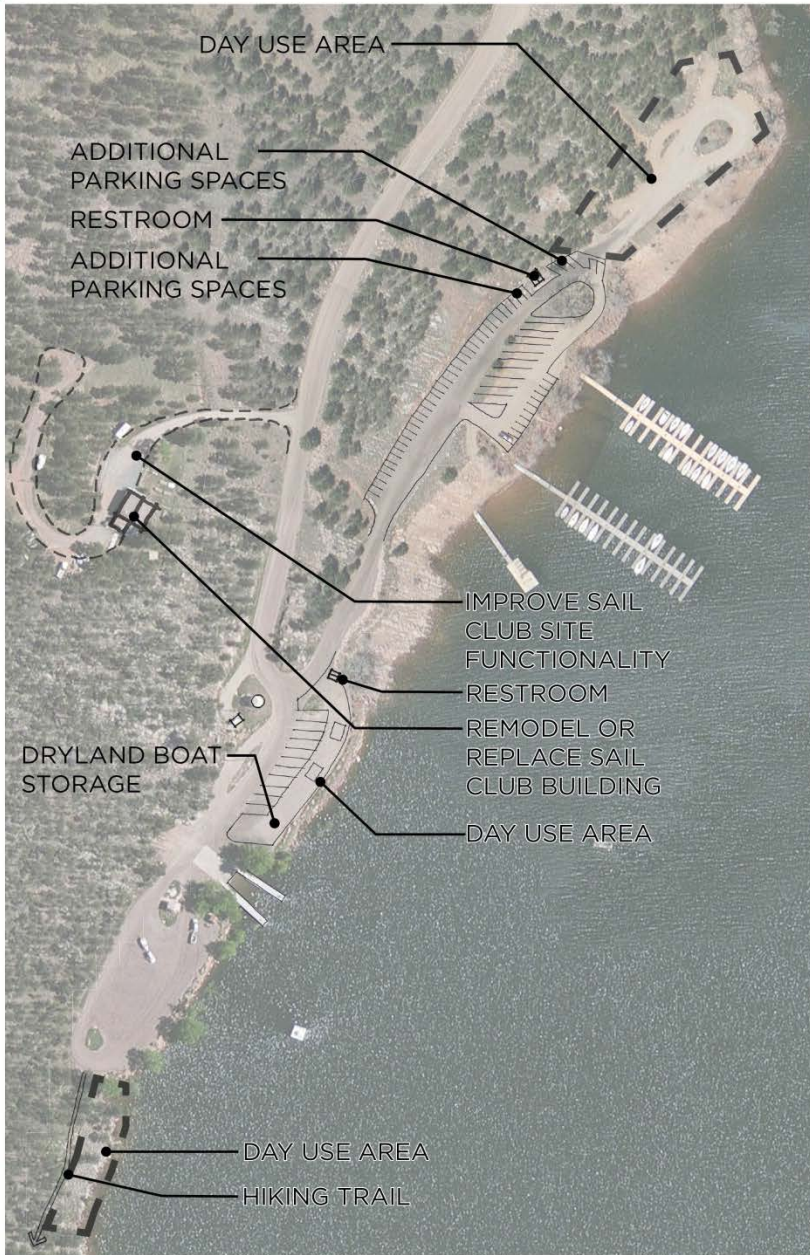 DAY USE AREA
ADDITIONAL
PARKING SPACES
RESTROOM
ADDITIONAL
PARKING SPACES
IMPROVE SAIL
CLUB SITE
FUNCTIONALITY
RESTROOM
REMODEL OR
REPLACE SAIL
CLUB BUILDING
DRYLAND BOAT
STORAGE
DAY USE AREA
DAY USE AREA
HIKING TRAIL